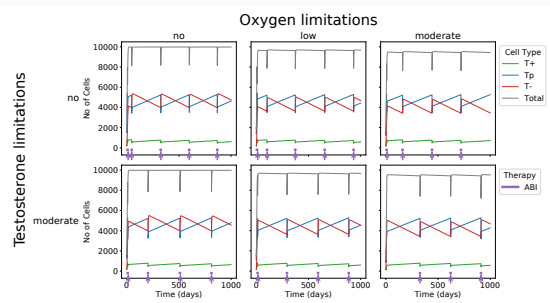 Oxygen limitations
no low moderate
Testosterone limitations
no
moderate
No of Cells
10000
8000
6000
4000
2000
0
No of Cells
10000
8000
6000
4000
2000
0
0 500 1000
Time (days)
0 500 1000
Time (days)
0 500 1000
Time (days)
Cell Type
T+
Tp
T-
Total
Therapy
ABI